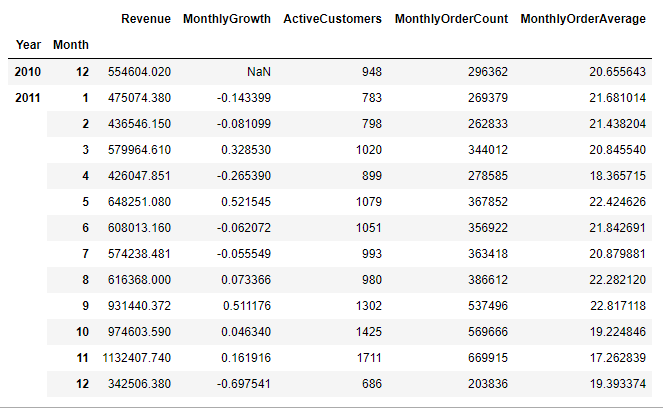 Revenue MonthlyGrowth ActiveCustomers MonthlyOrderCount MonthlyOrderAverage
Year Month
2010 12 554604.020 NaN 948 296362 20.655643
2011 1 475074.380 -0.143399 783 269379 21.681014
2 436546.150 -0.081099 798 262833 21.438204
3 579964.610 0.328530 1020 344012 20.845540
4 426047.851 -0.265390 899 278585 18.365715
5 648251.080 0.521545 1079 367852 22.424626
6 608013.160 -0.062072 1051 356922 21.842691
7 574238.481 -0.055549 993 363418 20.879881
8 616368.000 0.073366 980 386612 22.282120
9 931440.372 0.511176 1302 537496 22.817118
10 974603.590 0.046340 1425 569666 19.224846
11 1132407.740 0.161916 1711 669915 17.262839
12 342506.380 -0.697541 686 203836 19.393374